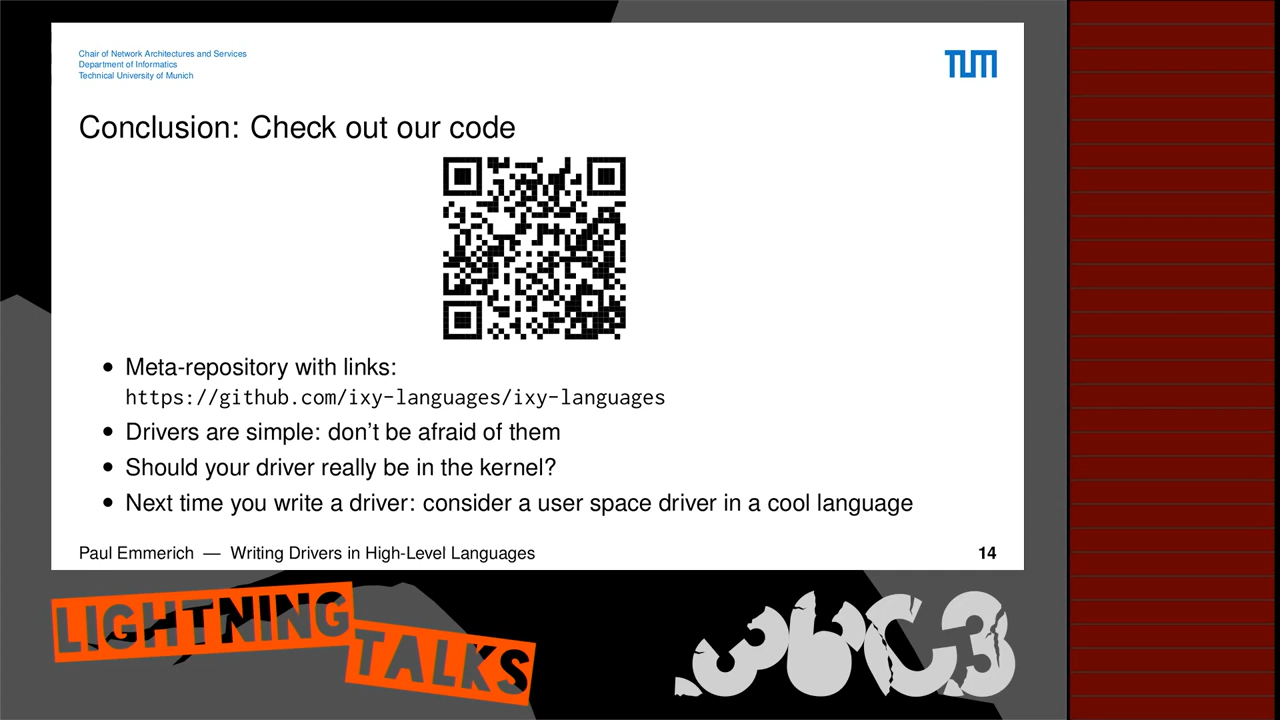 Chair of Network Architectures and Services
Department of Informatics
Technical University of Munich
TUM
Conclusion: Check out our code
• Meta-repository with links:
https://github.com/ixy-languages/ixy-languages
• Drivers are simple: don't be afraid of them
• Should your driver really be in the kernel?
• Next time you write a driver: consider a user space driver in a cool language
Paul Emmerich — Writing Drivers in High-Level Languages
14
LIGHTNING
TALKS